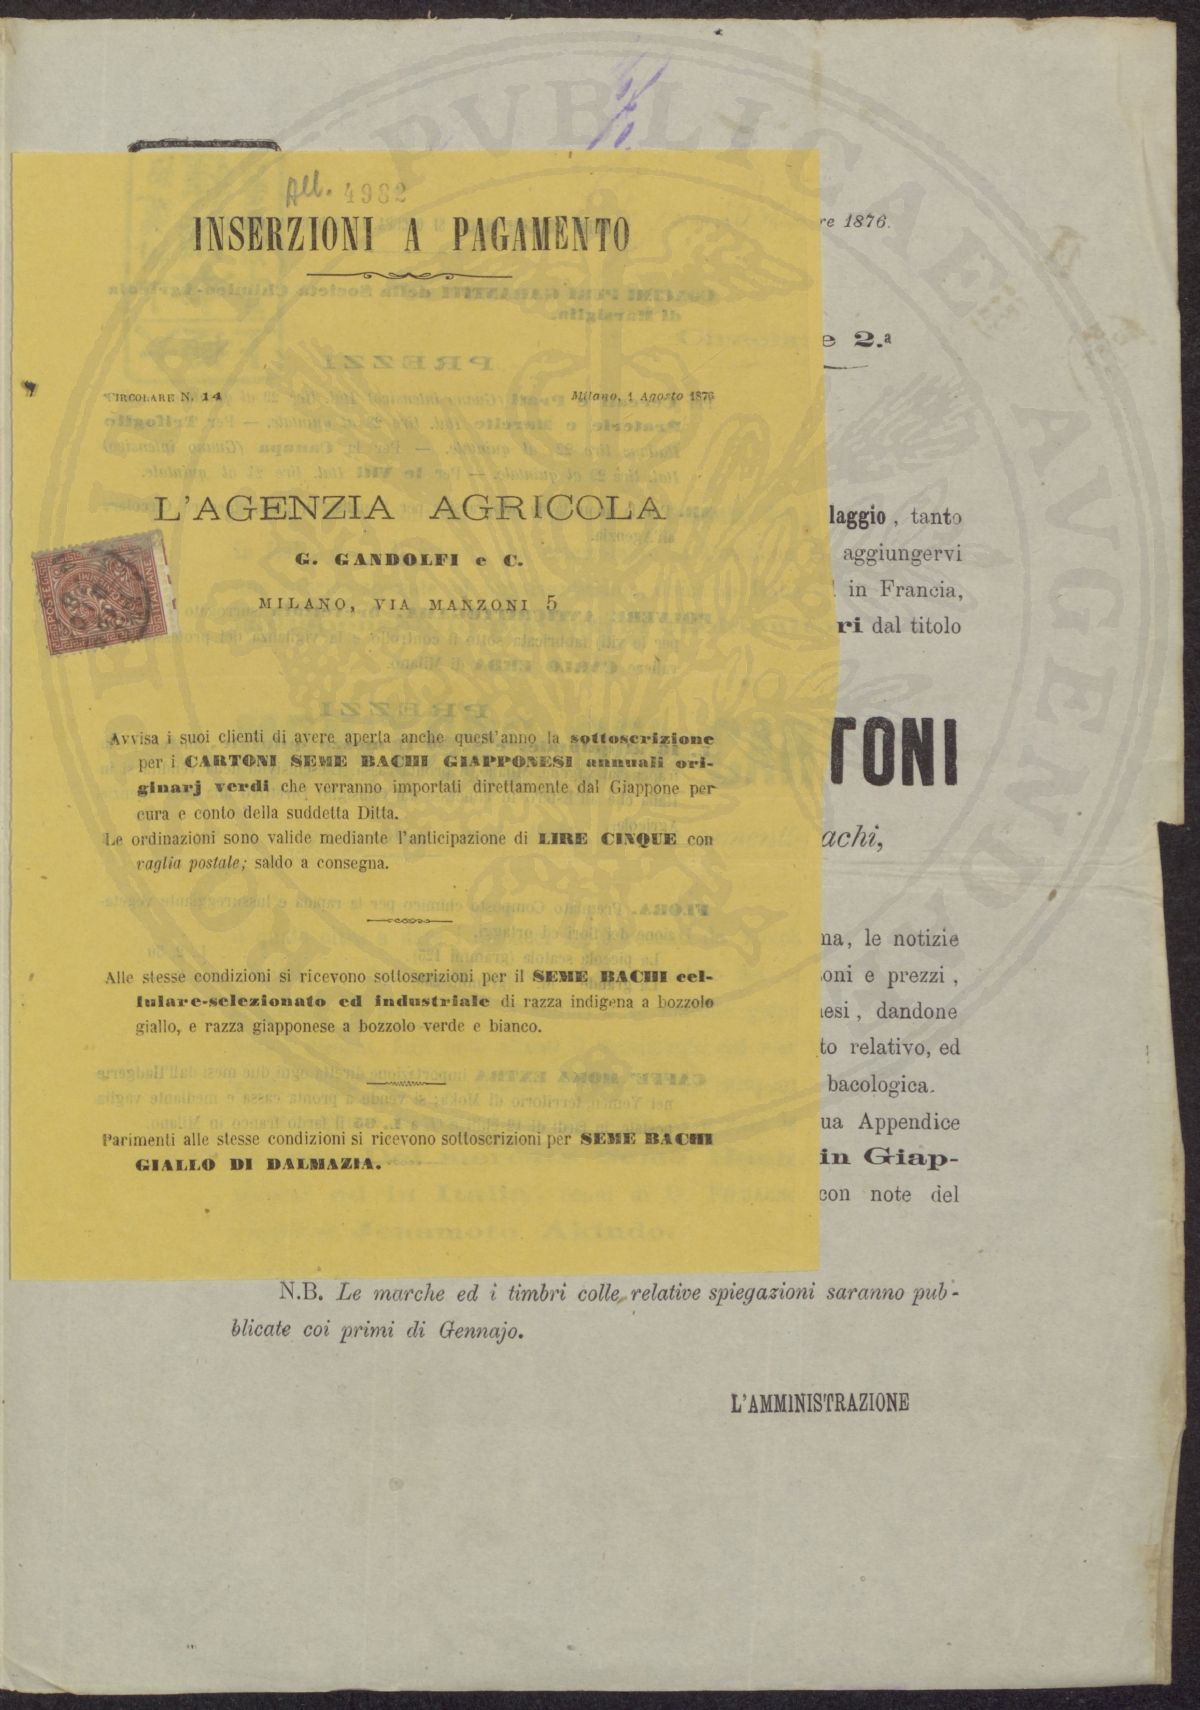 All. 4982
INSERZIONI A PAGAMENTO
CIRCOLARE N. 14
Milano, 1 Agosto 1876
L'AGENZIA AGRICOLA
G. GANDOLFI e C.
MILANO, VIA MANZONI 5
Avvisa i suoi clienti di avere aperta anche quest'anno la sottoscrizione
per i CARTONI SEME BACHI GIAPPONESI annuali ori-
ginarj verdi che verranno importati direttamente dal Giappone per
cura e conto della suddetta Ditta.
Le ordinazioni sono valide mediante l'anticipazione di LIRE CINQUE con
vaglia postale; saldo a consegna.
Alle stesse condizioni si ricevono sottoscrizioni per il SEME BACHI cel-
lulare-selezionato ed industriale di razza indigena a bozzolo
giallo, e razza giapponese a bozzolo verde e bianco.
Parimenti alle stesse condizioni si ricevono sottoscrizioni per SEME BACHI
GIALLO DI DALMAZIA.
re 1876.
e 2.a
laggio, tanto
aggiungervi
in Francia,
ri dal titolo
TONI
achi,
ma, le notizie
oni e prezzi,
esi, dandone
to relativo, ed
bacologica.
ua Appendice
in Giap-
con note del
N.B. Le marche ed i timbri colle relative spiegazioni saranno pub-
blicate coi primi di Gennajo.
L'AMMINISTRAZIONE